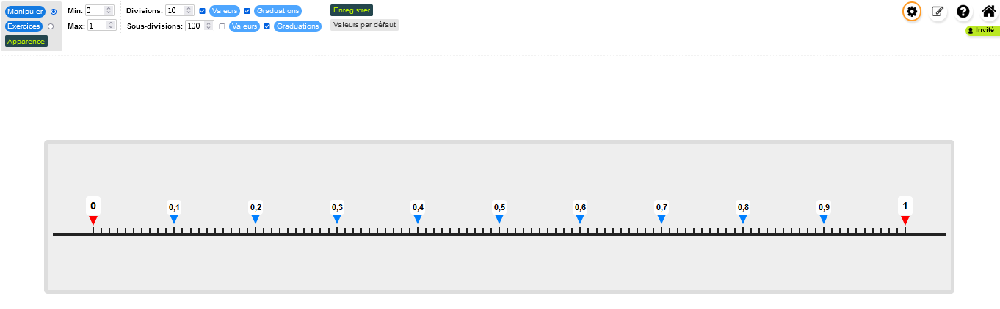 Manipuler Min: 0 Divisions: 10 Valeurs Graduations Enregistrer
Exercices Max: 1 Sous-divisions: 100 Valeurs Graduations Valeurs par défaut
Apparence
Invité
0 0,1 0,2 0,3 0,4 0,5 0,6 0,7 0,8 0,9 1